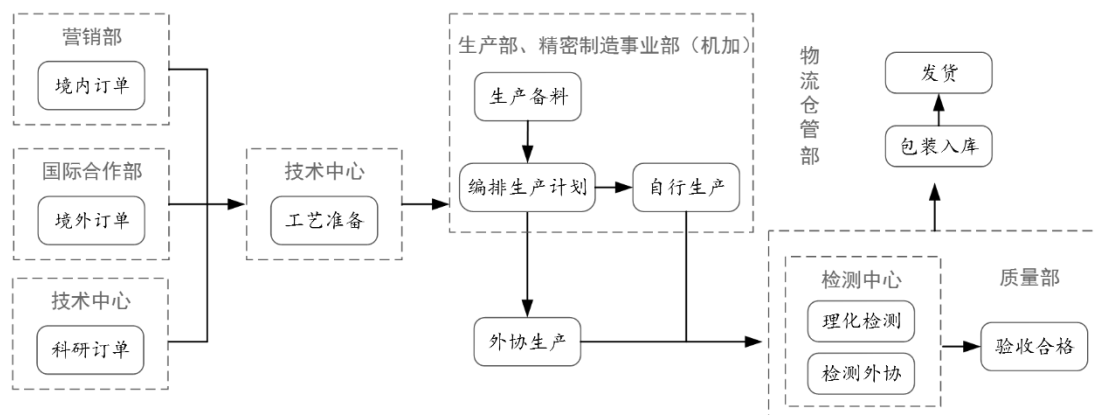 营销部
境内订单
国际合作部
境外订单
技术中心
科研订单
技术中心
工艺准备
生产部、精密制造事业部（机加）
生产备料
编排生产计划
自行生产
外协生产
检测中心
理化检测
检测外协
质量部
验收合格
物流仓管部
包装入库
发货